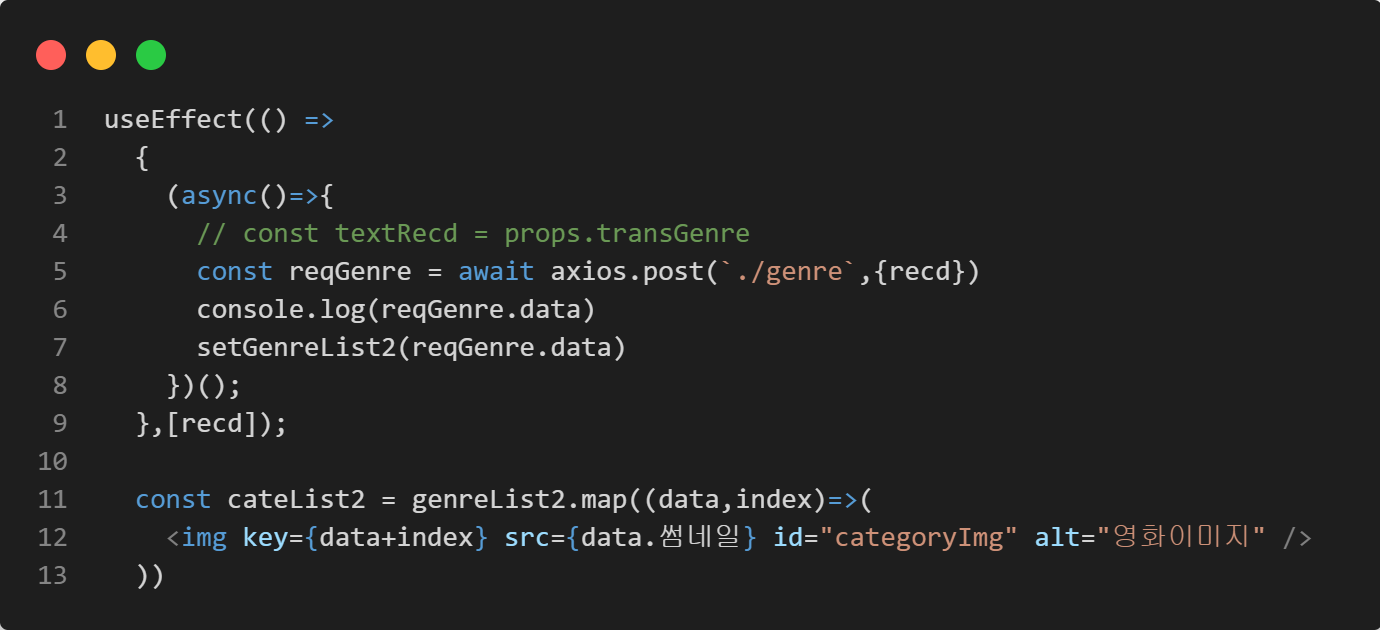 1 useEffect(() =>
2 {
3 (async()=>{
4 // const textRecd = props.transGenre
5 const reqGenre = await axios.post(`./genre`,{recd})
6 console.log(reqGenre.data)
7 setGenreList2(reqGenre.data)
8 })();
9 },[recd]);
10
11 const cateList2 = genreList2.map((data,index)=>(
12 <img key={data+index} src={data.썸네일} id="categoryImg" alt="영화이미지" />
13 ))